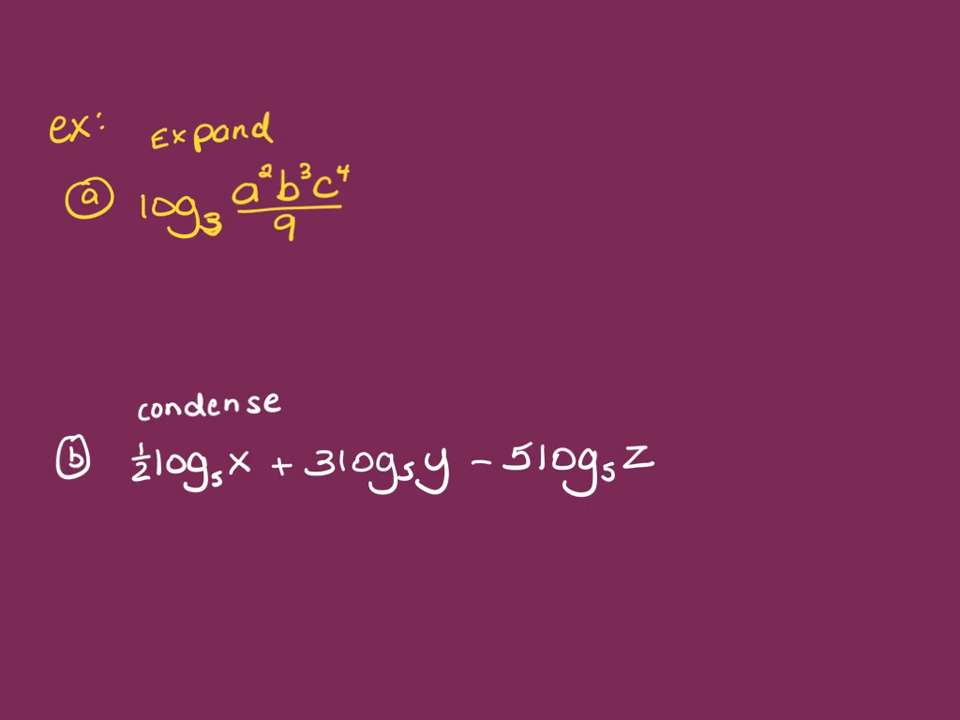 ex: Expand
ⓐ log₃ a²b³c⁴/9
condense
ⓑ ½log₅x + 3log₅y - 5log₅z